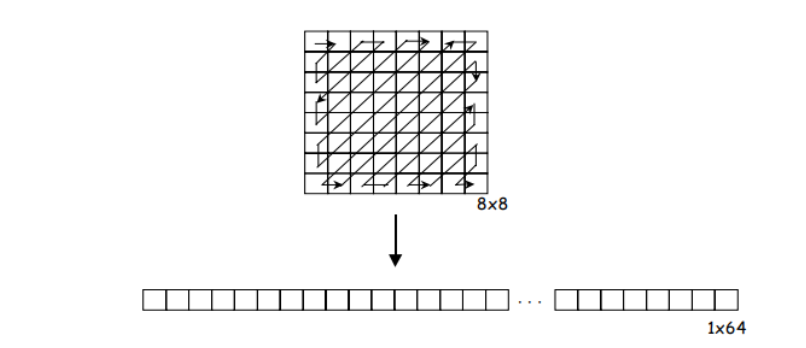 8x8
. . .
1x64